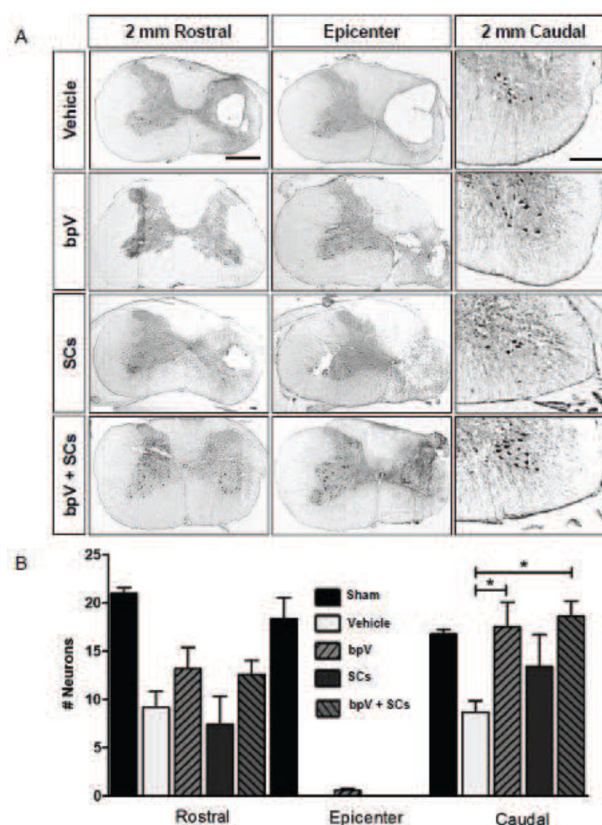 A
2 mm Rostral Epicenter 2 mm Caudal
Vehicle
bpV
SCs
bpV + SCs
B
# Neurons
25
20
15
10
5
0
Sham
Vehicle
bpV
SCs
bpV + SCs
*
*
Rostral Epicenter Caudal